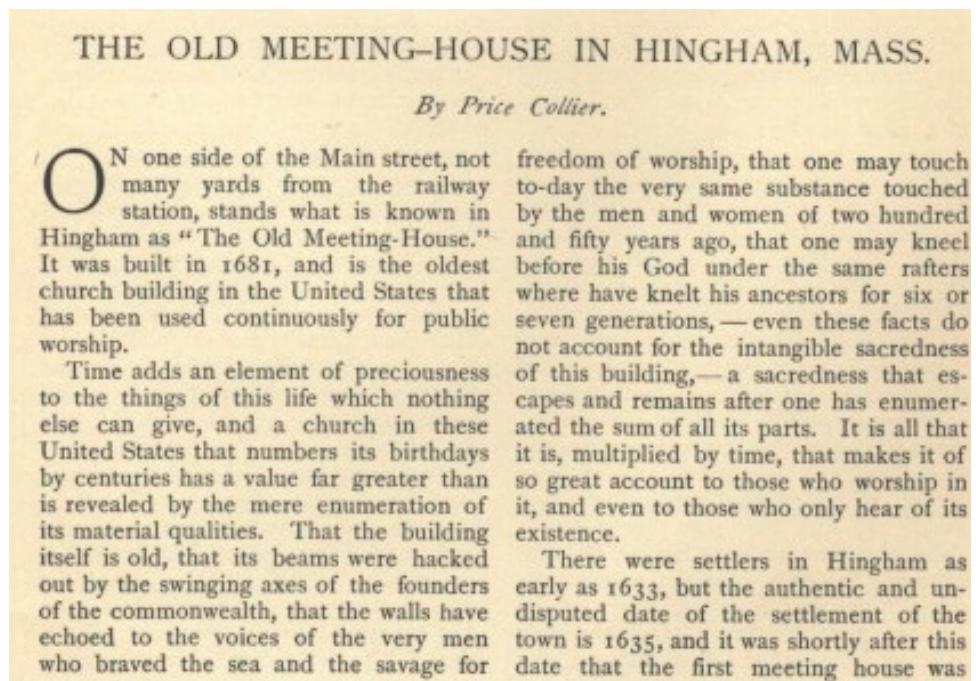 THE OLD MEETING-HOUSE IN HINGHAM, MASS.
By Price Collier.
ON one side of the Main street, not
many yards from the railway
station, stands what is known in
Hingham as "The Old Meeting-House."
It was built in 1681, and is the oldest
church building in the United States that
has been used continuously for public
worship.
Time adds an element of preciousness
to the things of this life which nothing
else can give, and a church in these
United States that numbers its birthdays
by centuries has a value far greater than
is revealed by the mere enumeration of
its material qualities. That the building
itself is old, that its beams were hacked
out by the swinging axes of the founders
of the commonwealth, that the walls have
echoed to the voices of the very men
who braved the sea and the savage for
freedom of worship, that one may touch
to-day the very same substance touched
by the men and women of two hundred
and fifty years ago, that one may kneel
before his God under the same rafters
where have knelt his ancestors for six or
seven generations, — even these facts do
not account for the intangible sacredness
of this building,— a sacredness that es-
capes and remains after one has enumer-
ated the sum of all its parts. It is all that
it is, multiplied by time, that makes it of
so great account to those who worship in
it, and even to those who only hear of its
existence.
There were settlers in Hingham as
early as 1633, but the authentic and un-
disputed date of the settlement of the
town is 1635, and it was shortly after this
date that the first meeting house was